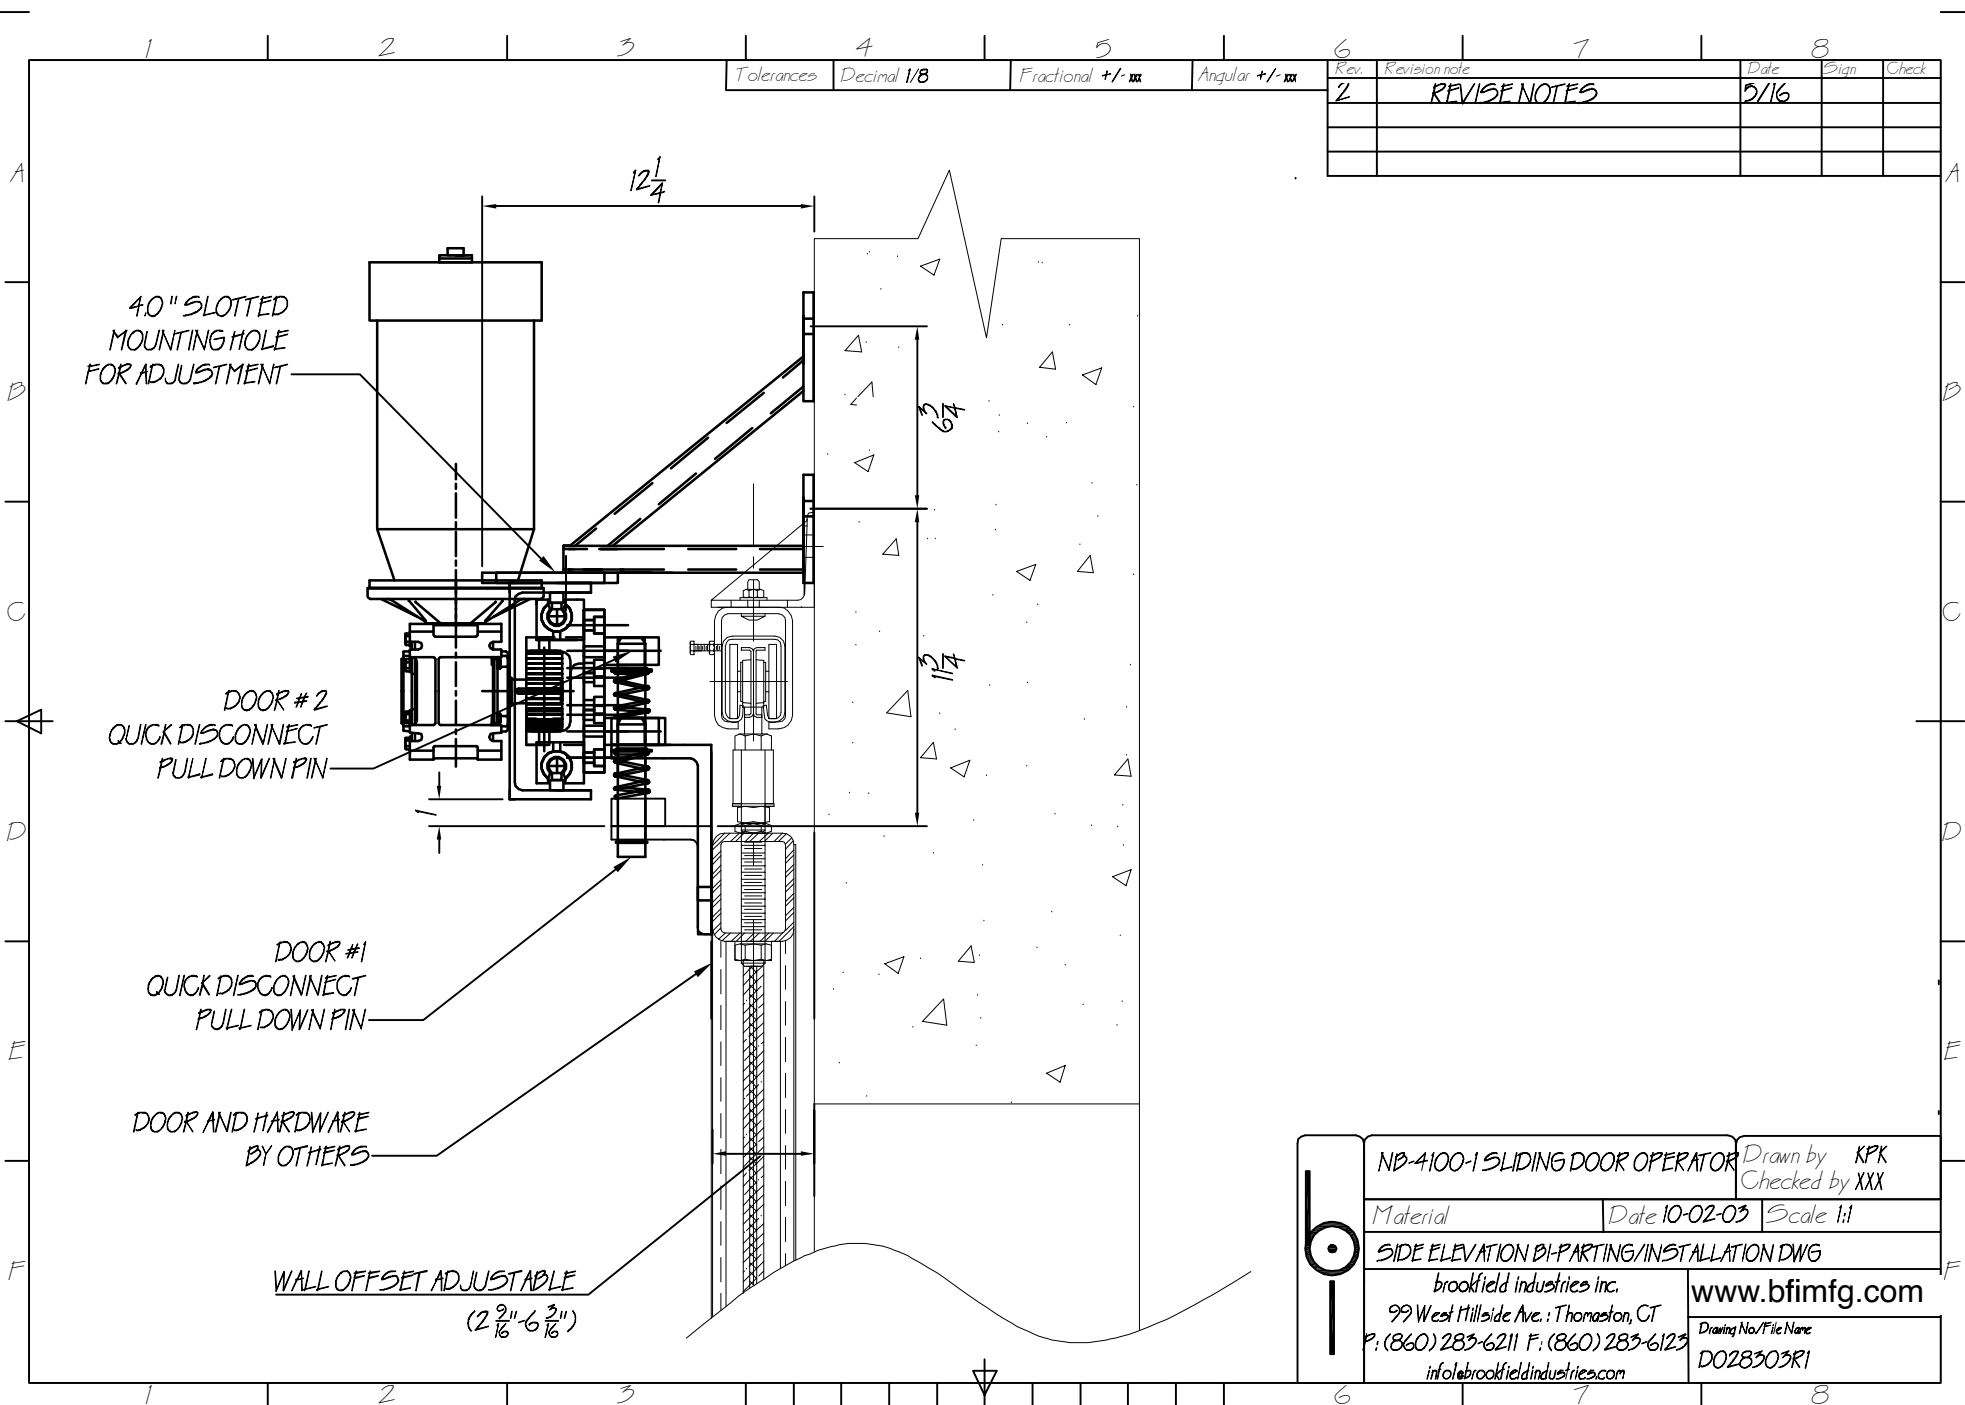 1 2 3 4 5 6 7 8
Tolerances Decimal 1/8 Fractional +/- xxx Angular +/- xxx
Rev. Revision note Date Sign Check
2 REVISE NOTES 5/16
A A
12 1/4
4.0 " SLOTTED
MOUNTING HOLE
FOR ADJUSTMENT
B B
6 3/4
C C
11 3/4
DOOR # 2
QUICK DISCONNECT
PULL DOWN PIN
1
D D
DOOR #1
QUICK DISCONNECT
PULL DOWN PIN
E E
DOOR AND HARDWARE
BY OTHERS
F F
WALL OFFSET ADJUSTABLE
(2 9/16"-6 3/16")
NB-4100-1 SLIDING DOOR OPERATOR
Drawn by KPK
Checked by XXX
Material Date 10-02-03 Scale 1:1
SIDE ELEVATION BI-PARTING/INSTALLATION DWG
brookfield industries inc.
99 West Hillside Ave. : Thomaston, CT
P: (860) 283-6211 F: (860) 283-6123
info@brookfieldindustries.com
www.bfimfg.com
Drawing No/File Name
D028303R1
1 2 3 6 7 8